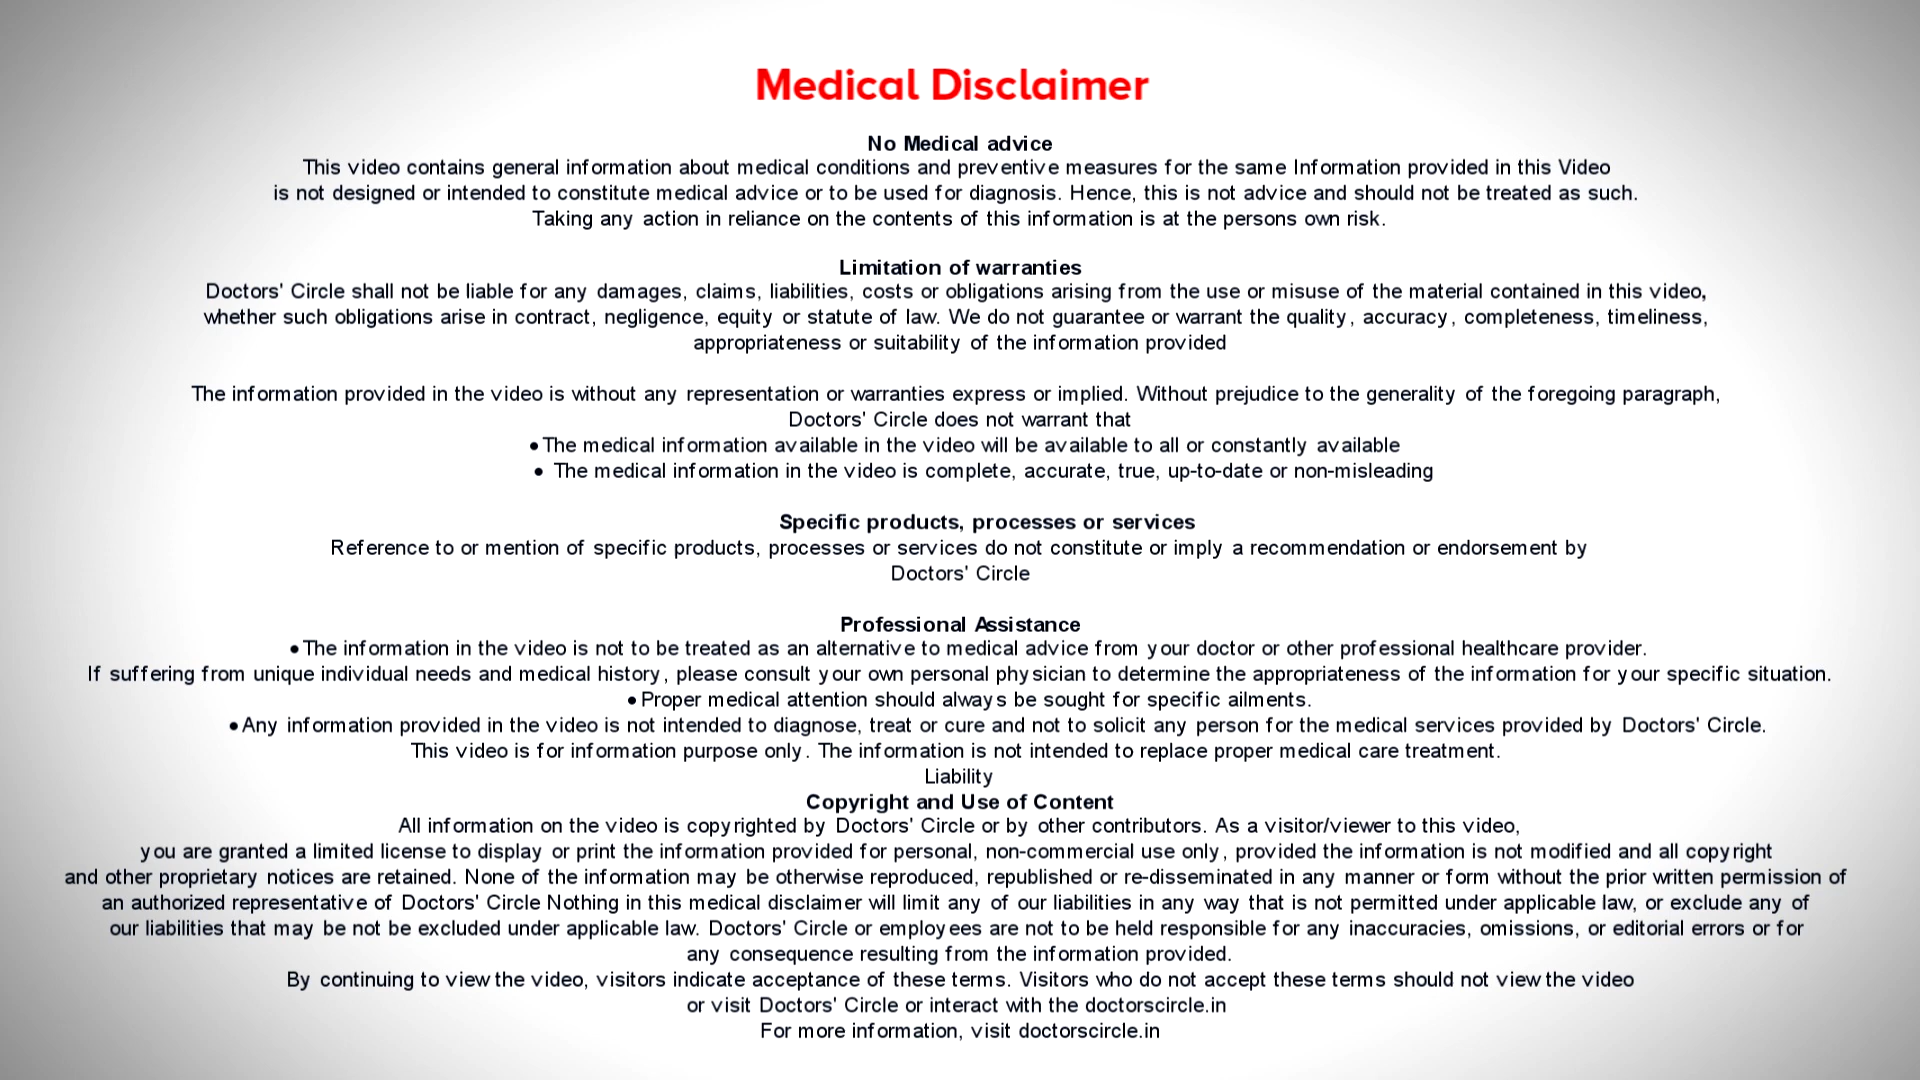 Medical Disclaimer
No Medical advice
This video contains general information about medical conditions and preventive measures for the same Information provided in this Video
is not designed or intended to constitute medical advice or to be used for diagnosis. Hence, this is not advice and should not be treated as such.
Taking any action in reliance on the contents of this information is at the persons own risk.
Limitation of warranties
Doctors' Circle shall not be liable for any damages, claims, liabilities, costs or obligations arising from the use or misuse of the material contained in this video,
whether such obligations arise in contract, negligence, equity or statute of law. We do not guarantee or warrant the quality, accuracy, completeness, timeliness,
appropriateness or suitability of the information provided
The information provided in the video is without any representation or warranties express or implied. Without prejudice to the generality of the foregoing paragraph,
Doctors' Circle does not warrant that
• The medical information available in the video will be available to all or constantly available
• The medical information in the video is complete, accurate, true, up-to-date or non-misleading
Specific products, processes or services
Reference to or mention of specific products, processes or services do not constitute or imply a recommendation or endorsement by
Doctors' Circle
Professional Assistance
• The information in the video is not to be treated as an alternative to medical advice from your doctor or other professional healthcare provider.
If suffering from unique individual needs and medical history, please consult your own personal physician to determine the appropriateness of the information for your specific situation.
• Proper medical attention should always be sought for specific ailments.
• Any information provided in the video is not intended to diagnose, treat or cure and not to solicit any person for the medical services provided by Doctors' Circle.
This video is for information purpose only. The information is not intended to replace proper medical care treatment.
Liability
Copyright and Use of Content
All information on the video is copyrighted by Doctors' Circle or by other contributors. As a visitor/viewer to this video,
you are granted a limited license to display or print the information provided for personal, non-commercial use only, provided the information is not modified and all copyright
and other proprietary notices are retained. None of the information may be otherwise reproduced, republished or re-disseminated in any manner or form without the prior written permission of
an authorized representative of Doctors' Circle Nothing in this medical disclaimer will limit any of our liabilities in any way that is not permitted under applicable law, or exclude any of
our liabilities that may be not be excluded under applicable law. Doctors' Circle or employees are not to be held responsible for any inaccuracies, omissions, or editorial errors or for
any consequence resulting from the information provided.
By continuing to view the video, visitors indicate acceptance of these terms. Visitors who do not accept these terms should not view the video
or visit Doctors' Circle or interact with the doctorscircle.in
For more information, visit doctorscircle.in